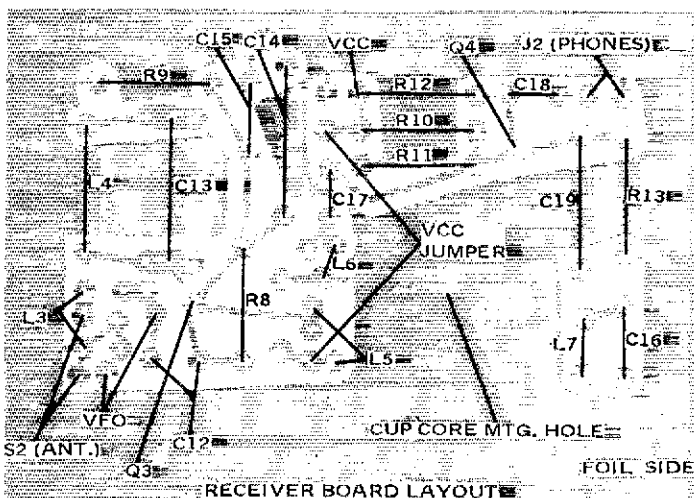 C15 C14 VCC Q4 J2 (PHONES)
R9 R12 C18
R10
R11
L4 C13 C17 C19 R13
VCC
JUMPER
L6
L3 R8
L7 C16
L5
VFO
S2 (ANT.) C12 CUP CORE MTG. HOLE
Q3 FOIL SIDE
RECEIVER BOARD LAYOUT